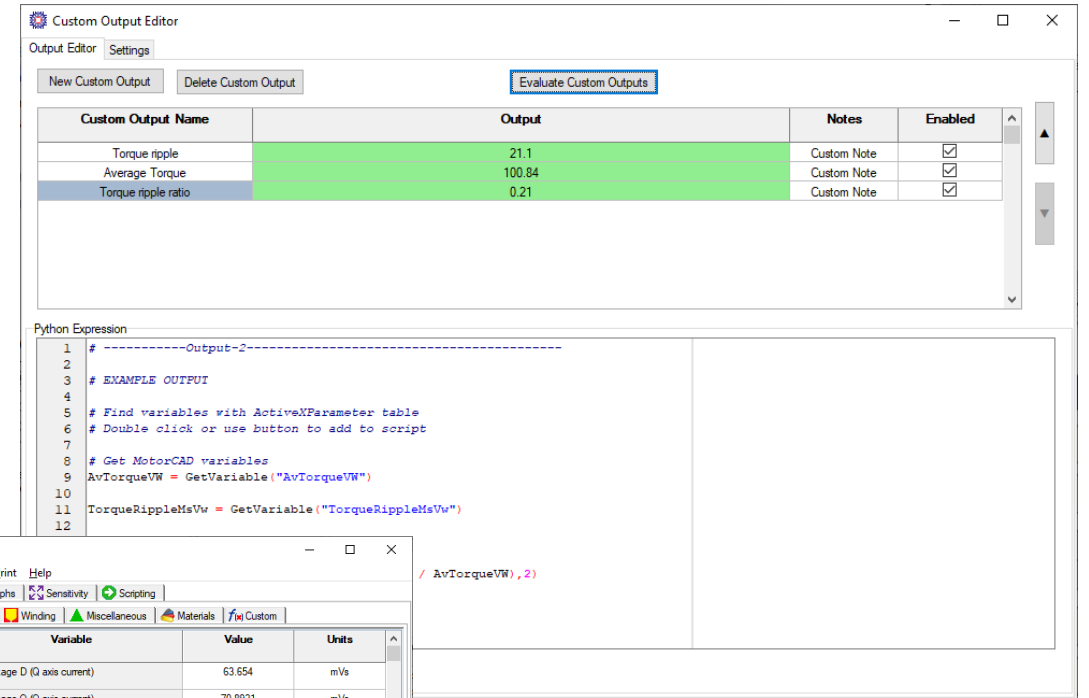 Custom Output Editor
Output Editor Settings
New Custom Output Delete Custom Output Evaluate Custom Outputs
Custom Output Name Output Notes Enabled
Torque ripple 21.1 Custom Note
Average Torque 100.84 Custom Note
Torque ripple ratio 0.21 Custom Note
Python Expression
1 # -----------Output-2------------------------------------------
2
3 # EXAMPLE OUTPUT
4
5 # Find variables with ActiveXParameter table
6 # Double click or use button to add to script
7
8 # Get MotorCAD variables
9 AvTorqueVW = GetVariable("AvTorqueVW")
10
11 TorqueRippleMsVw = GetVariable("TorqueRippleMsVw")
12
/ AvTorqueVW),2)
rint Help
phs Sensitivity Scripting
Winding Miscellaneous Materials f(x) Custom
Variable Value Units
age D (Q axis current) 63.654 mVs